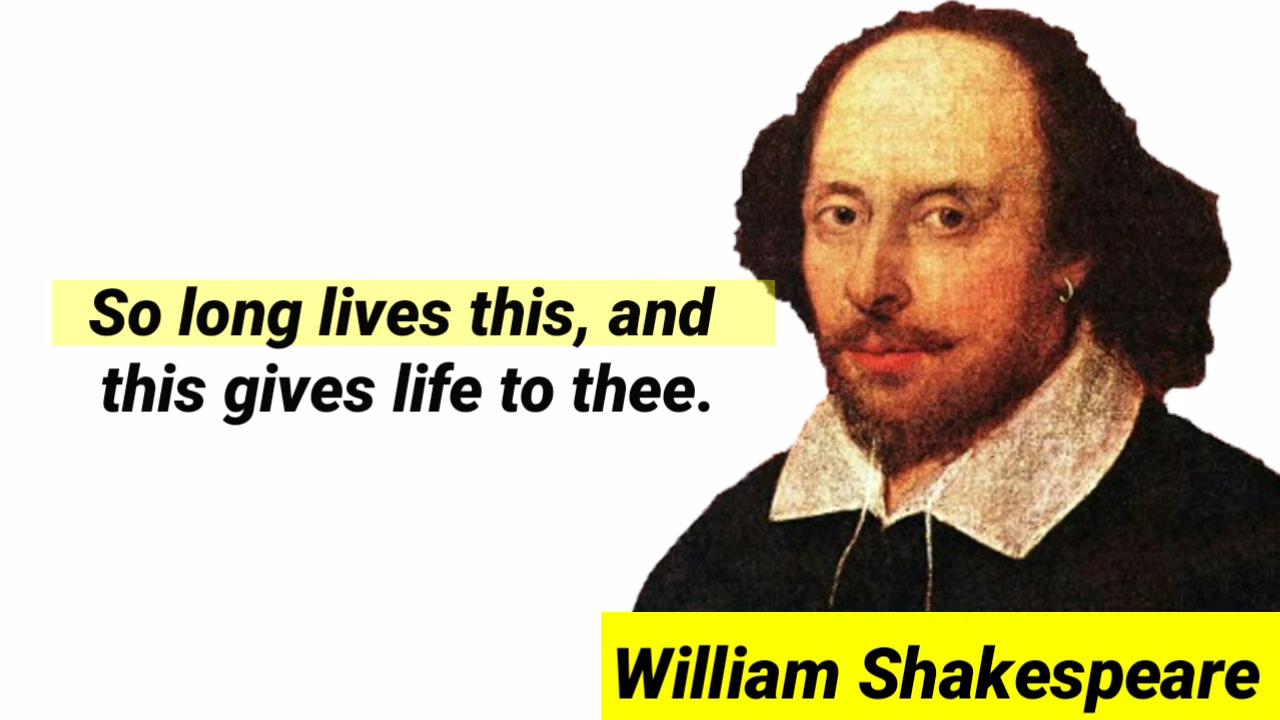 So long lives this, and
this gives life to thee.
William Shakespeare